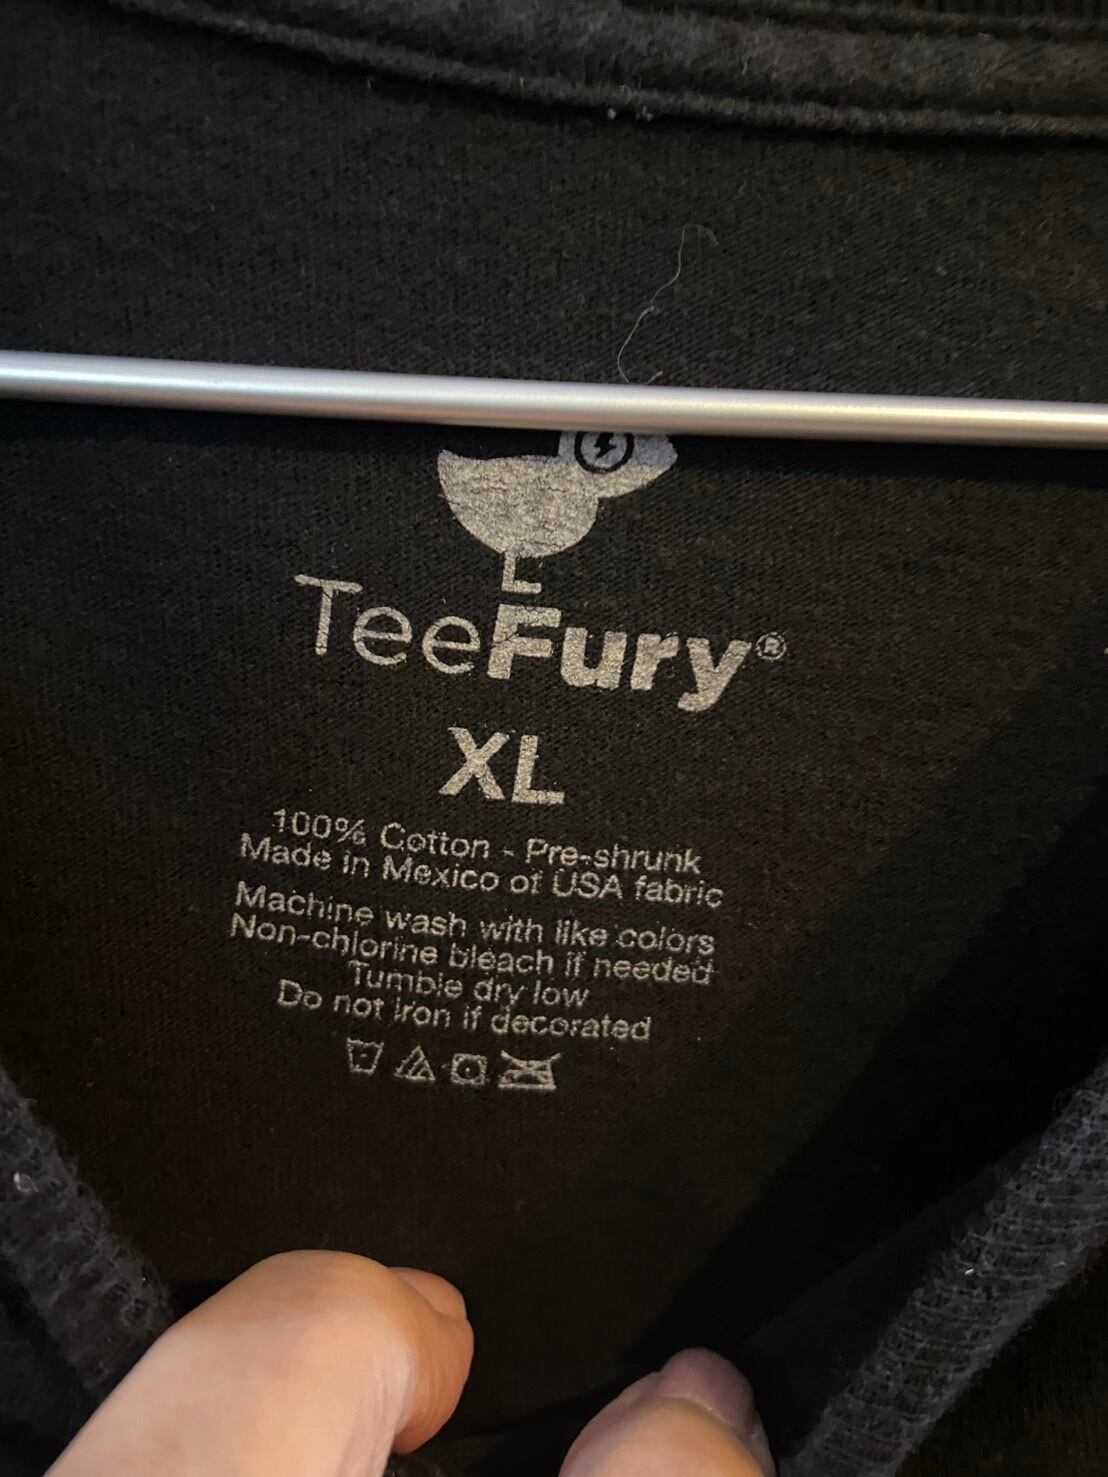 TeeFury®
XL
100% Cotton - Pre-shrunk
Made in Mexico of USA fabric
Machine wash with like colors
Non-chlorine bleach if needed
Tumble dry low
Do not iron if decorated